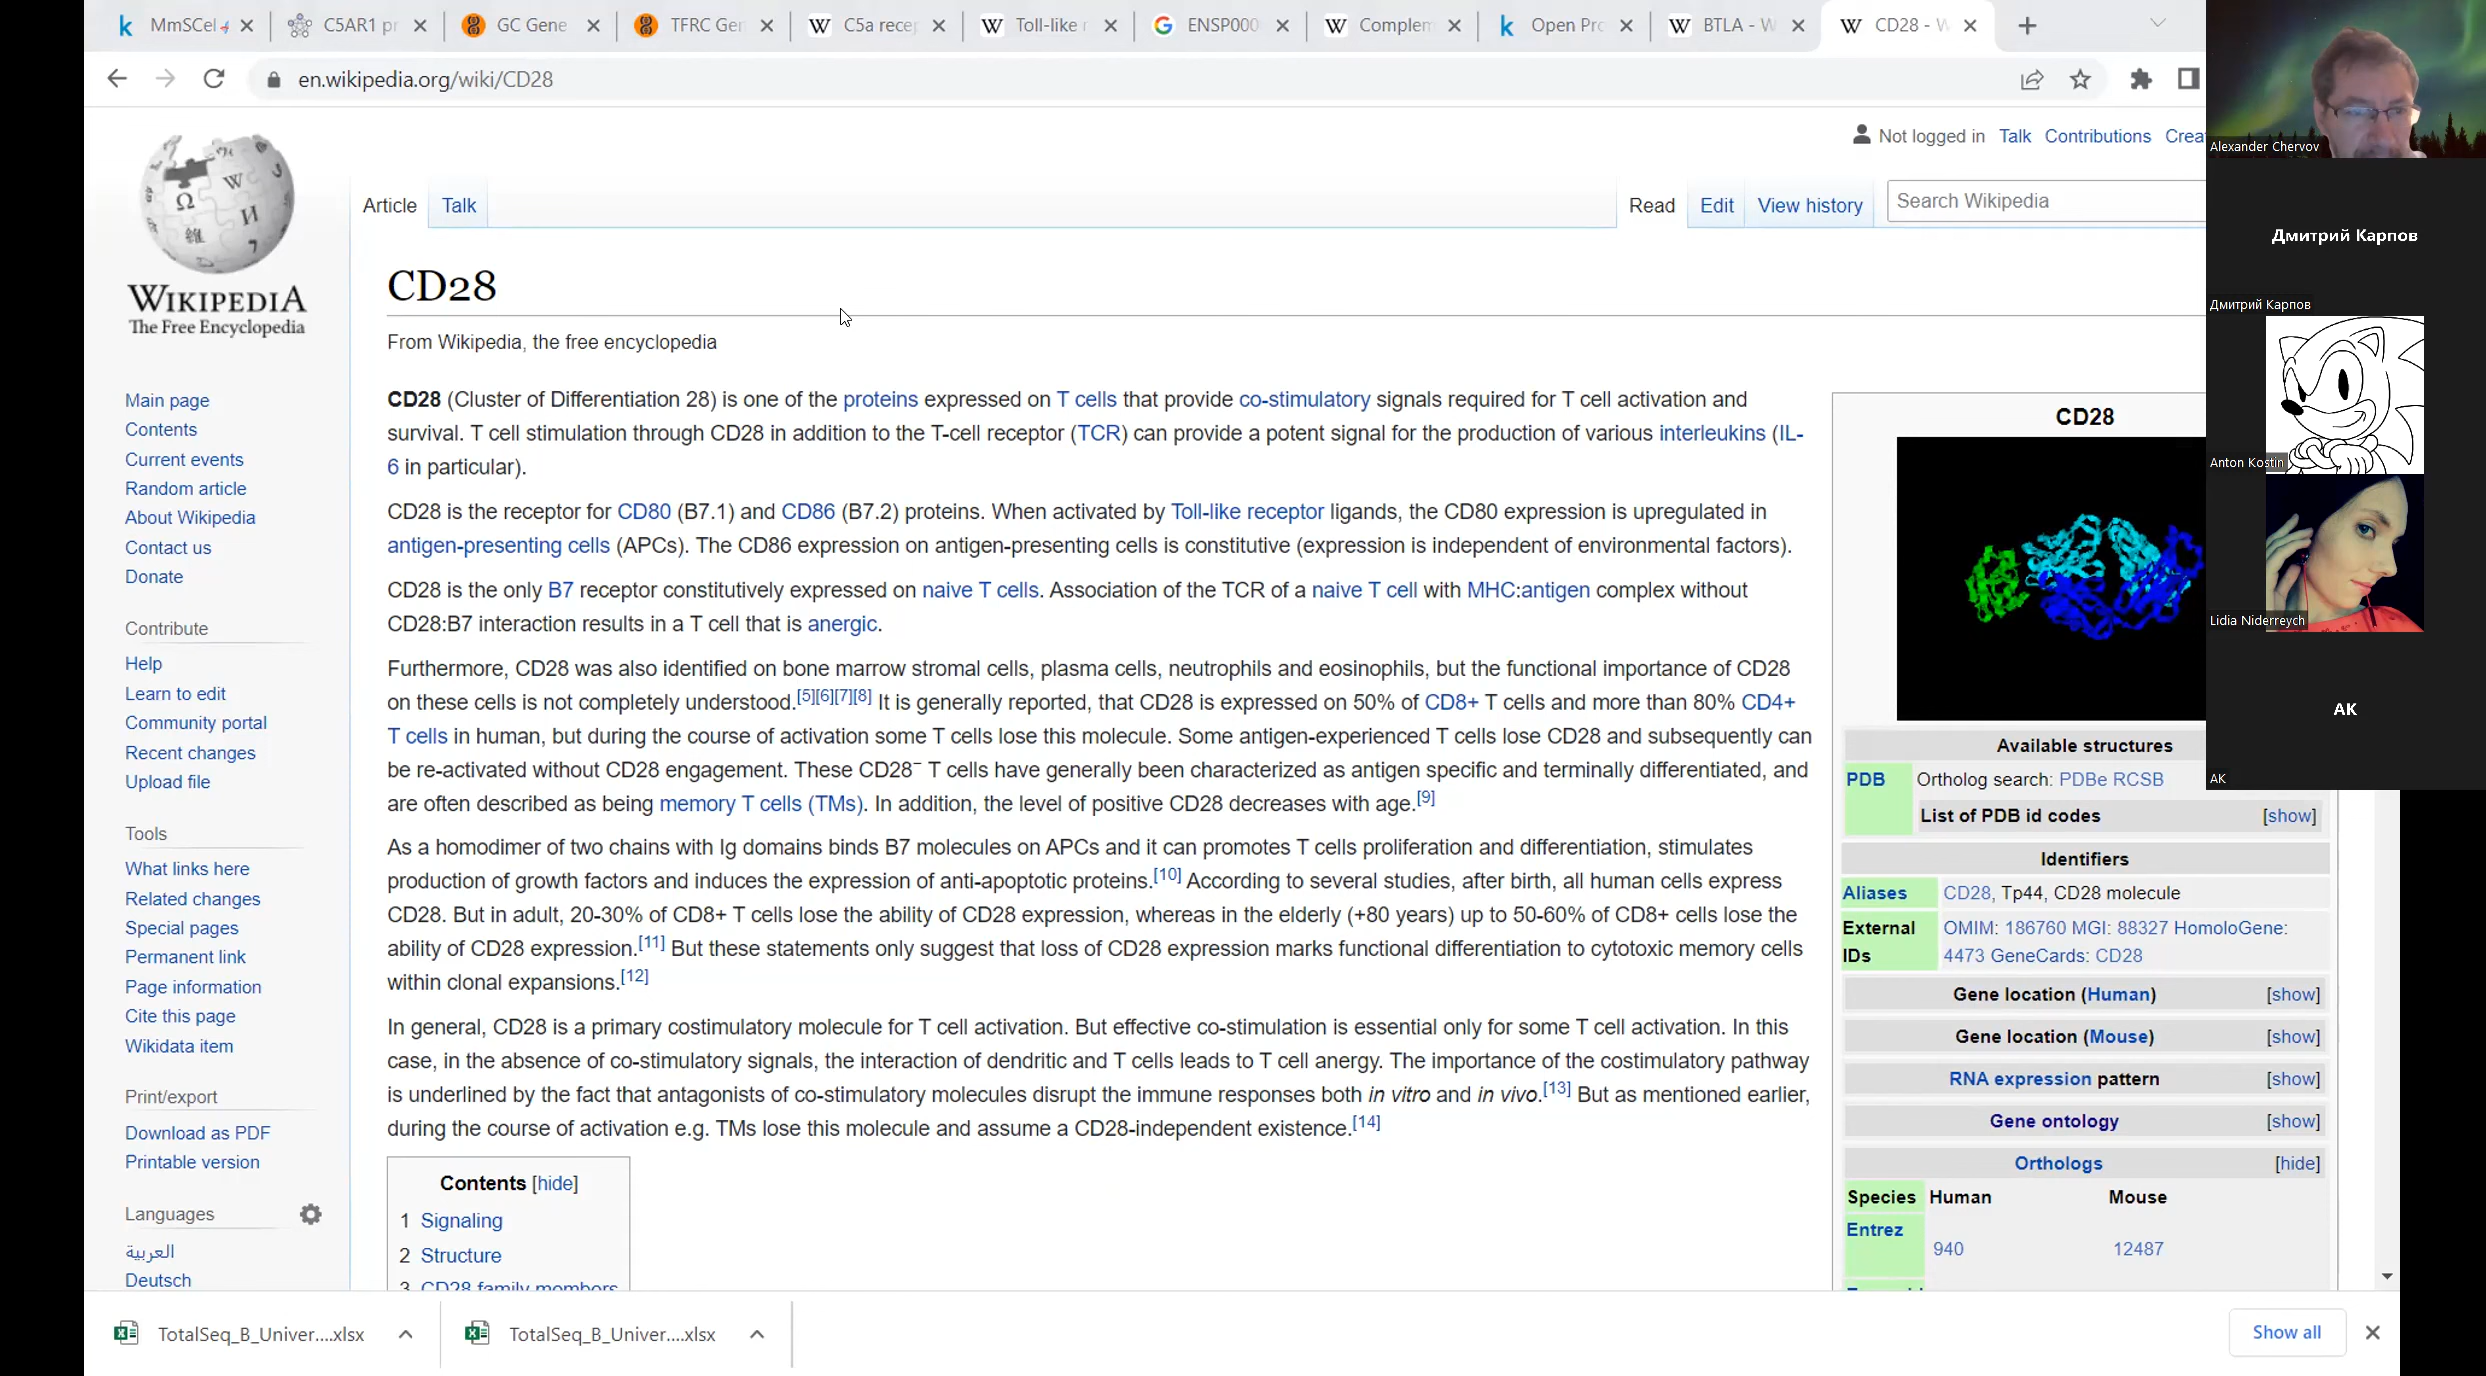 MmSCel
C5AR1 pr
GC Gene
TFRC Gen
C5a recep
Toll-like r
ENSP000
Complem
Open Pro
BTLA - W
CD28 - W
en.wikipedia.org/wiki/CD28
Not logged in Talk Contributions Crea
Article Talk
Read Edit View history
Search Wikipedia
WIKIPEDIA
The Free Encyclopedia
Main page
Contents
Current events
Random article
About Wikipedia
Contact us
Donate
Contribute
Help
Learn to edit
Community portal
Recent changes
Upload file
Tools
What links here
Related changes
Special pages
Permanent link
Page information
Cite this page
Wikidata item
Print/export
Download as PDF
Printable version
Languages
العربية
Deutsch
CD28
From Wikipedia, the free encyclopedia
CD28 (Cluster of Differentiation 28) is one of the proteins expressed on T cells that provide co-stimulatory signals required for T cell activation and
survival. T cell stimulation through CD28 in addition to the T-cell receptor (TCR) can provide a potent signal for the production of various interleukins (IL-
6 in particular).
CD28 is the receptor for CD80 (B7.1) and CD86 (B7.2) proteins. When activated by Toll-like receptor ligands, the CD80 expression is upregulated in
antigen-presenting cells (APCs). The CD86 expression on antigen-presenting cells is constitutive (expression is independent of environmental factors).
CD28 is the only B7 receptor constitutively expressed on naive T cells. Association of the TCR of a naive T cell with MHC:antigen complex without
CD28:B7 interaction results in a T cell that is anergic.
Furthermore, CD28 was also identified on bone marrow stromal cells, plasma cells, neutrophils and eosinophils, but the functional importance of CD28
on these cells is not completely understood.[5][6][7][8] It is generally reported, that CD28 is expressed on 50% of CD8+ T cells and more than 80% CD4+
T cells in human, but during the course of activation some T cells lose this molecule. Some antigen-experienced T cells lose CD28 and subsequently can
be re-activated without CD28 engagement. These CD28⁻ T cells have generally been characterized as antigen specific and terminally differentiated, and
are often described as being memory T cells (TMs). In addition, the level of positive CD28 decreases with age.[9]
As a homodimer of two chains with Ig domains binds B7 molecules on APCs and it can promotes T cells proliferation and differentiation, stimulates
production of growth factors and induces the expression of anti-apoptotic proteins.[10] According to several studies, after birth, all human cells express
CD28. But in adult, 20-30% of CD8+ T cells lose the ability of CD28 expression, whereas in the elderly (+80 years) up to 50-60% of CD8+ cells lose the
ability of CD28 expression.[11] But these statements only suggest that loss of CD28 expression marks functional differentiation to cytotoxic memory cells
within clonal expansions.[12]
In general, CD28 is a primary costimulatory molecule for T cell activation. But effective co-stimulation is essential only for some T cell activation. In this
case, in the absence of co-stimulatory signals, the interaction of dendritic and T cells leads to T cell anergy. The importance of the costimulatory pathway
is underlined by the fact that antagonists of co-stimulatory molecules disrupt the immune responses both in vitro and in vivo.[13] But as mentioned earlier,
during the course of activation e.g. TMs lose this molecule and assume a CD28-independent existence.[14]
Contents [hide]
1 Signaling
2 Structure
3 CD28 family members
CD28
Available structures
PDB
Ortholog search: PDBe RCSB
List of PDB id codes [show]
Identifiers
Aliases CD28, Tp44, CD28 molecule
External IDs
OMIM: 186760 MGI: 88327 HomoloGene:
4473 GeneCards: CD28
Gene location (Human) [show]
Gene location (Mouse) [show]
RNA expression pattern [show]
Gene ontology [show]
Orthologs [hide]
Species Human Mouse
Entrez
940 12487
Alexander Chervov
Дмитрий Карпов
Дмитрий Карпов
Anton Kostin
Lidia Niderreych
AK
AK
TotalSeq_B_Univer....xlsx
TotalSeq_B_Univer....xlsx
Show all